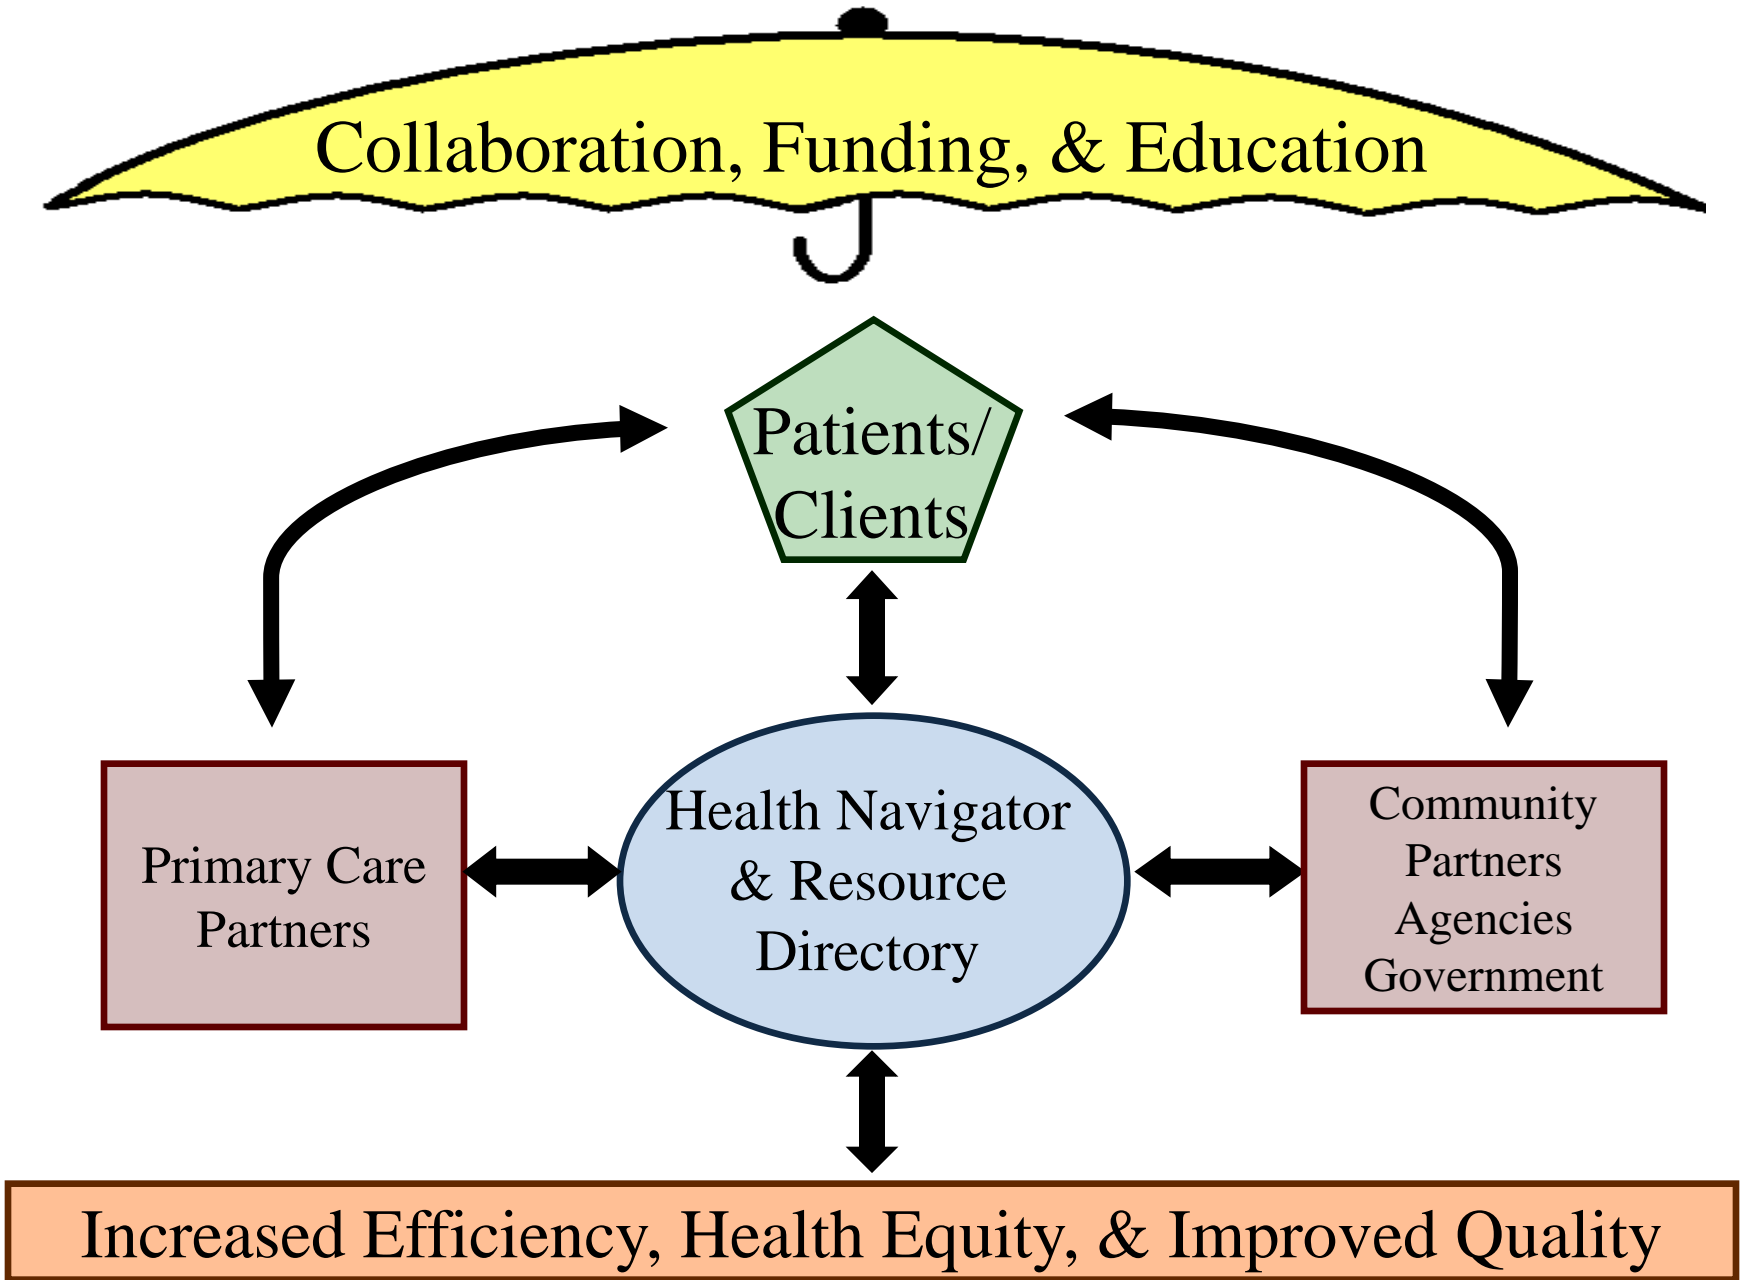 Collaboration, Funding, & Education
Patients/
Clients
Primary Care
Partners
Health Navigator
& Resource
Directory
Community
Partners
Agencies
Government
Increased Efficiency, Health Equity, & Improved Quality